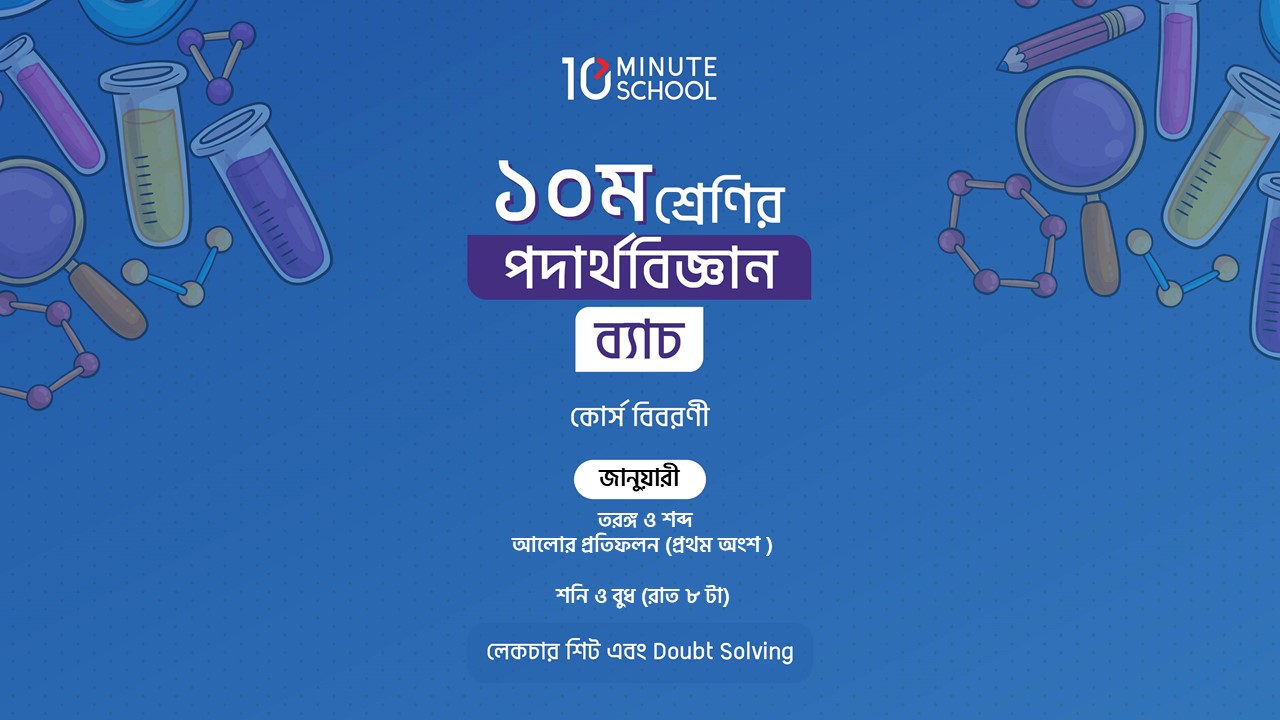 10 MINUTE
SCHOOL
১০ম শ্রেণির
পদার্থবিজ্ঞান
ব্যাচ
কোর্স বিবরণী
জানুয়ারী
তরঙ্গ ও শব্দ
আলোর প্রতিফলন (প্রথম অংশ )
শনি ও বুধ (রাত ৮ টা)
লেকচার শিট এবং Doubt Solving